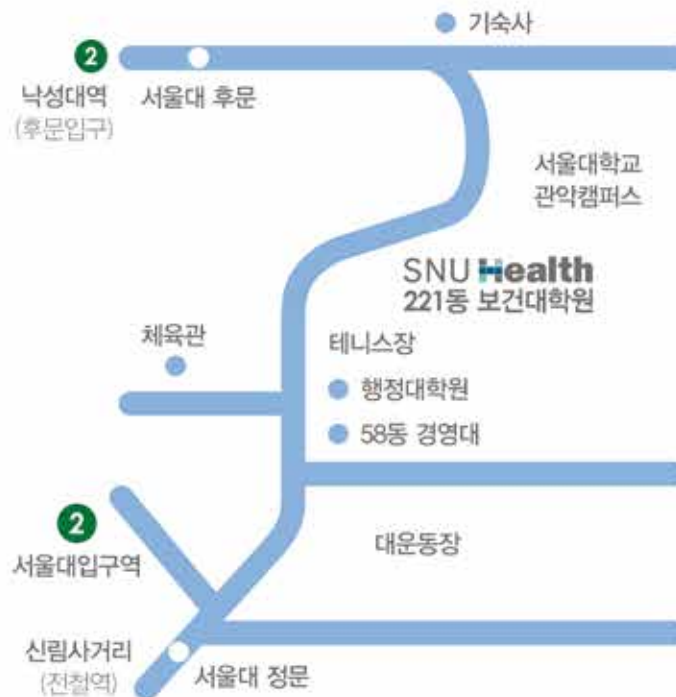 기숙사
2
낙성대역
(후문입구)
서울대 후문
서울대학교
관악캠퍼스
SNU Health
221동 보건대학원
체육관
테니스장
행정대학원
58동 경영대
2
서울대입구역
대운동장
신림사거리
(전철역)
서울대 정문